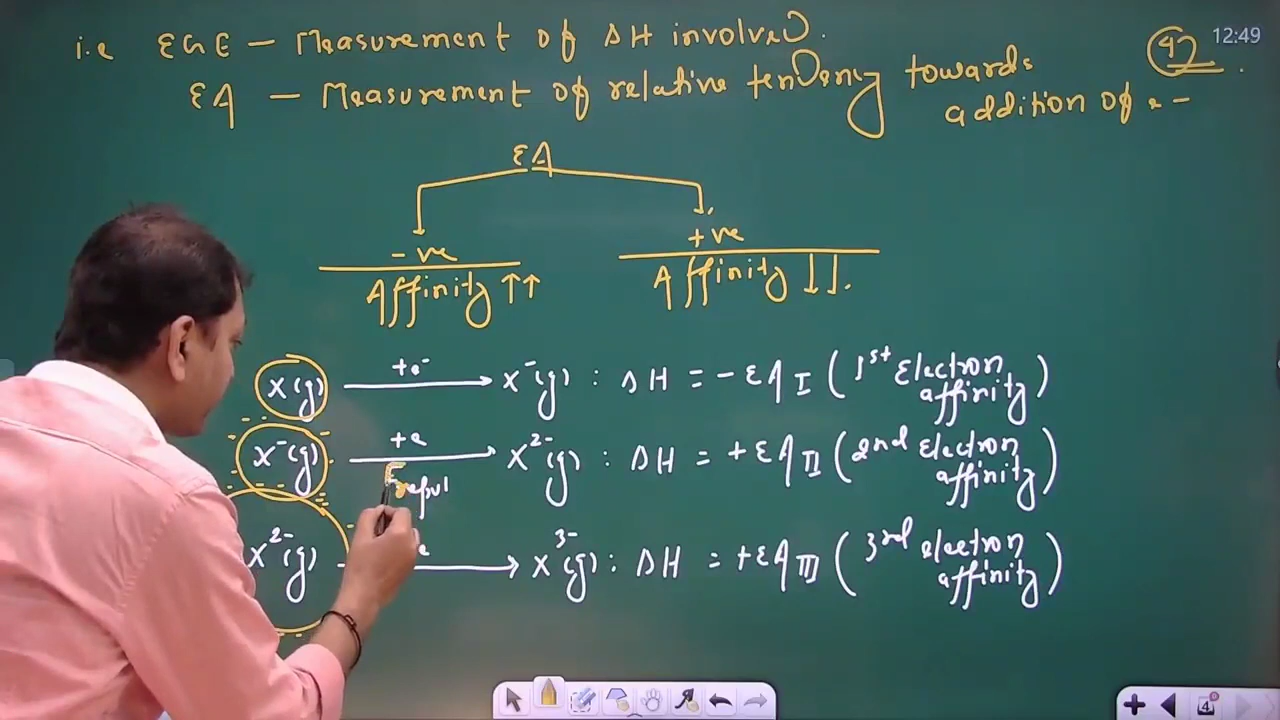 12:49
42
i.e EGE - Measurement of ΔH involved.
EA - Measurement of relative tendency towards
addition of e-
EA
-ve
+ve
Affinity ↑↑
Affinity ↓↓.
X(g) +e⁻ → X⁻(g) : ΔH = -EA I (1st Electron affinity)
X⁻(g) +e → X²⁻(g) : ΔH = +EA II (2nd Electron affinity)
repul
X²⁻(g) e → X³⁻(g) : ΔH = +EA III (3rd electron affinity)
4